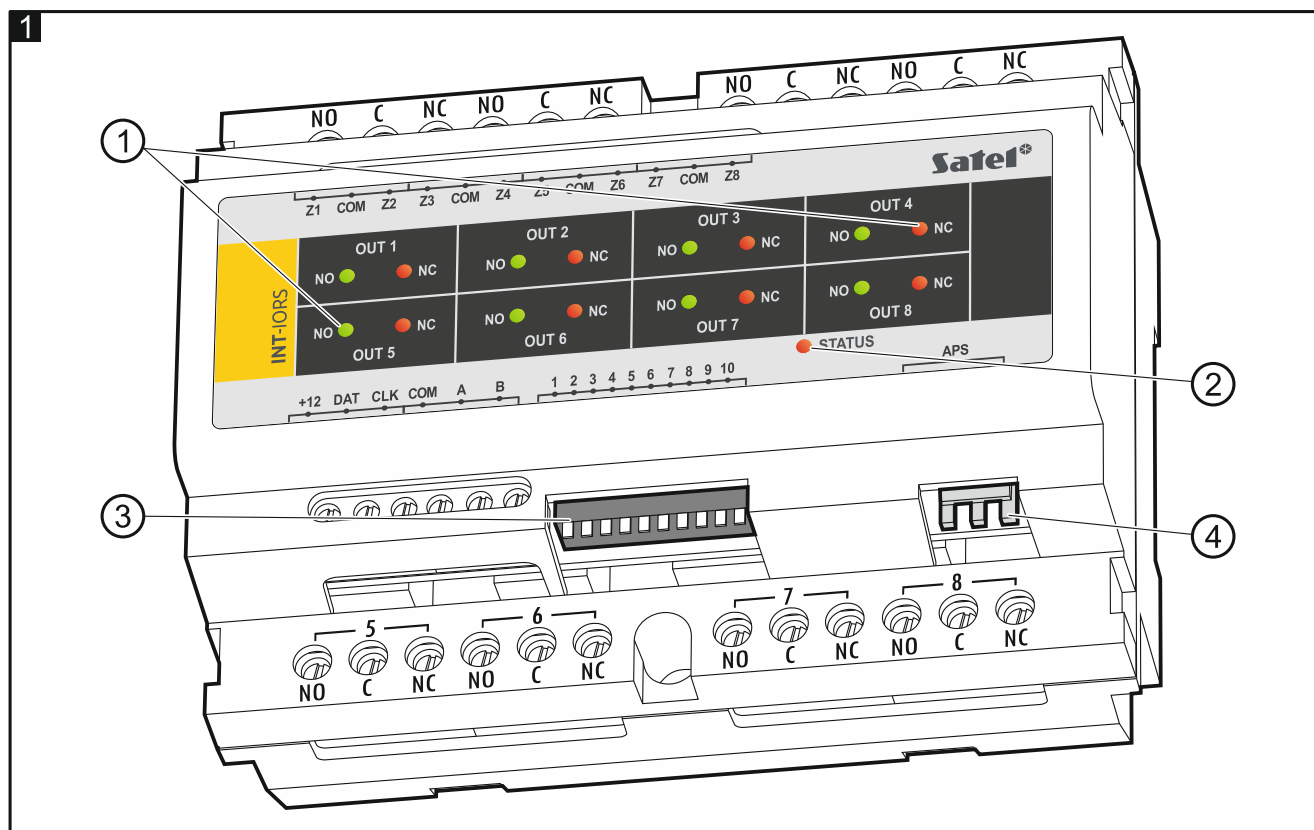 1
NO C NC NO C NC NO C NC NO C NC
1
Satel
Z1 COM Z2 Z3 COM Z4 Z5 COM Z6 Z7 COM Z8
INT-IORS
OUT 1 OUT 2 OUT 3 OUT 4
NO NC NO NC NO NC NO NC
NO NC NO NC NO NC NO NC
OUT 5 OUT 6 OUT 7 OUT 8
STATUS
APS
+12 DAT CLK COM A B 1 2 3 4 5 6 7 8 9 10
2
3
4
5 6 7 8
NO C NC NO C NC NO C NC NO C NC